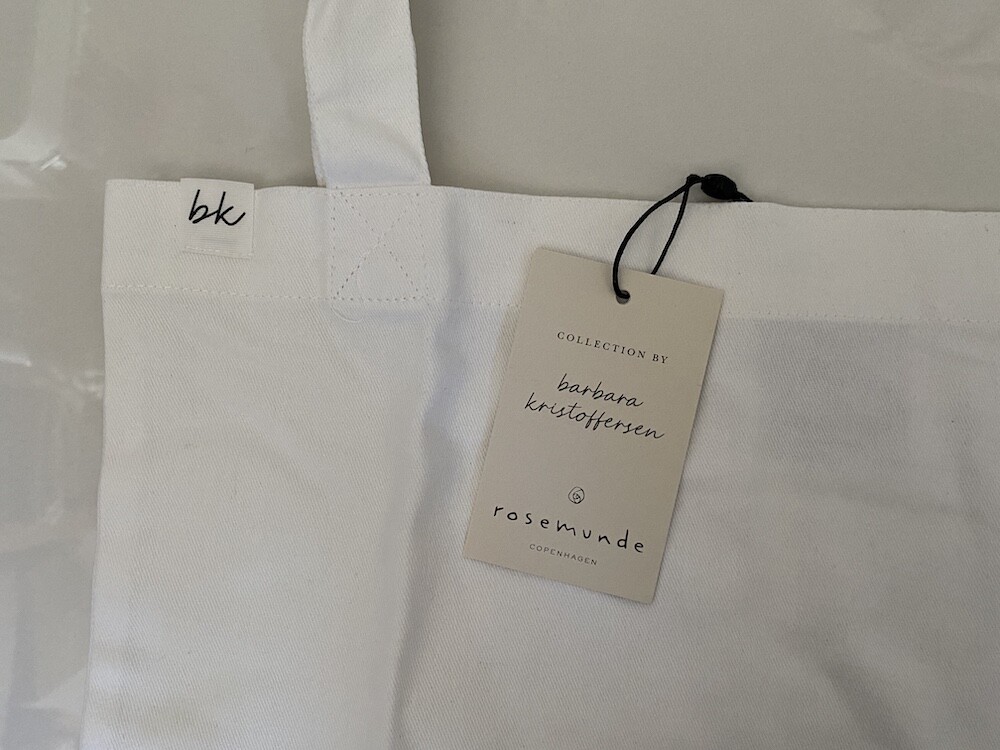 bk
COLLECTION BY
barbara
kristoffersen
rosemunde
COPENHAGEN